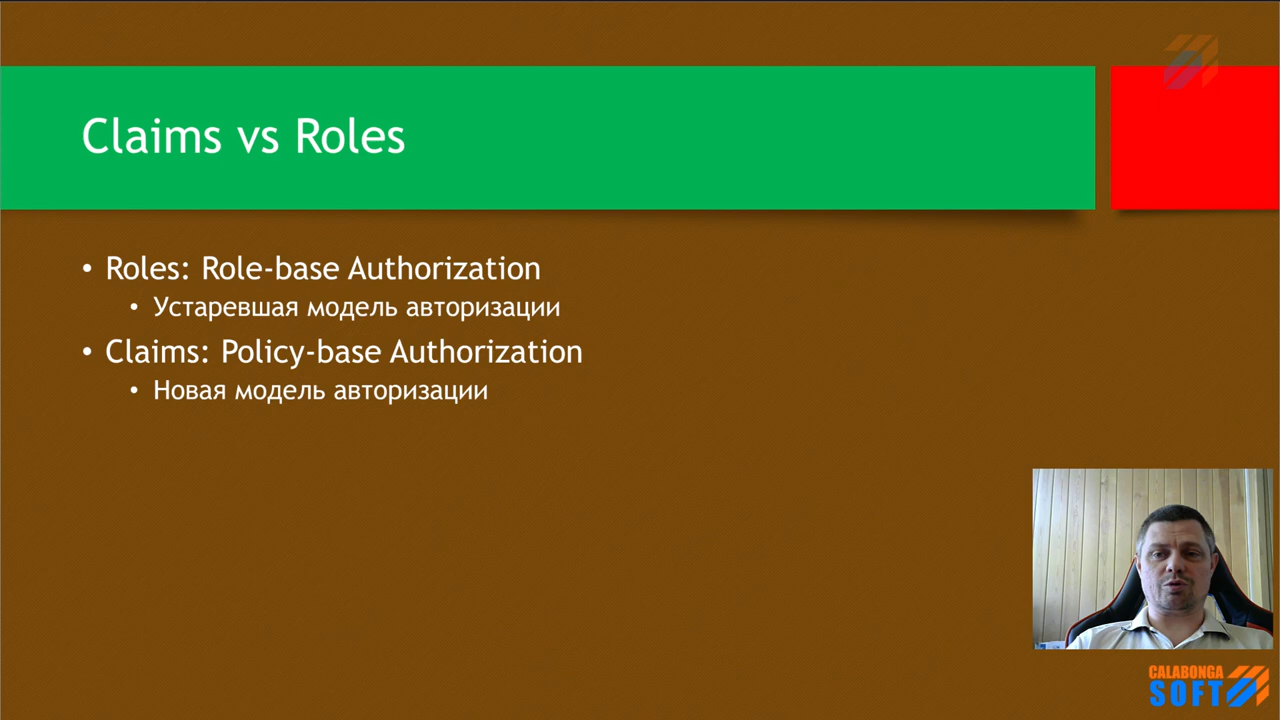 Claims vs Roles
• Roles: Role-base Authorization
• Устаревшая модель авторизации
• Claims: Policy-base Authorization
• Новая модель авторизации
CALABONGA
SOFT